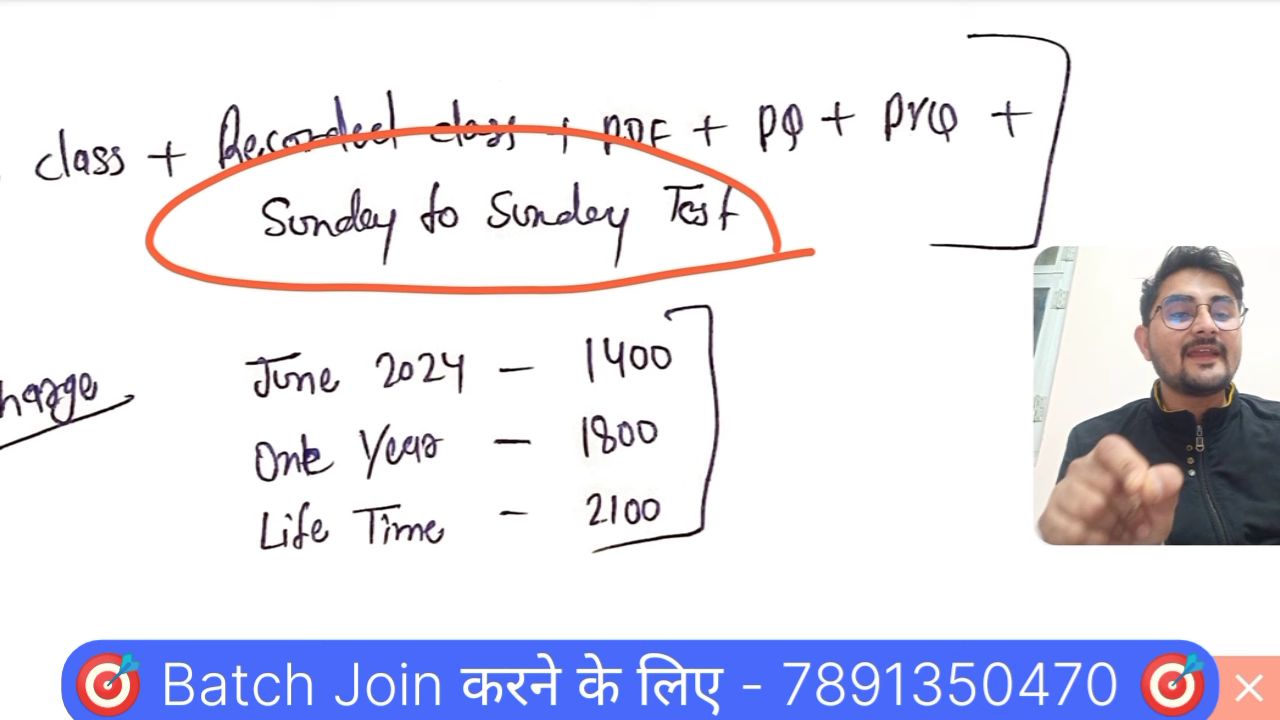 class + Recorded class + PDF + PQ + PYQ +
Sunday to Sunday Test
harge
June 2024 - 1400
One Year - 1800
Life Time - 2100
Batch Join करने के लिए - 7891350470